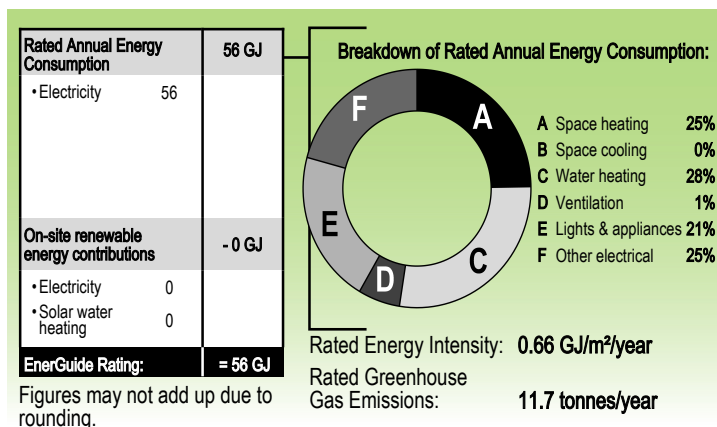 Rated Annual Energy
Consumption
56 GJ
• Electricity 56
On-site renewable
energy contributions
- 0 GJ
• Electricity 0
• Solar water
heating 0
EnerGuide Rating: = 56 GJ
Figures may not add up due to
rounding.
Breakdown of Rated Annual Energy Consumption:
A
C
D
E
F
A Space heating 25%
B Space cooling 0%
C Water heating 28%
D Ventilation 1%
E Lights & appliances 21%
F Other electrical 25%
Rated Energy Intensity: 0.66 GJ/m²/year
Rated Greenhouse
Gas Emissions: 11.7 tonnes/year